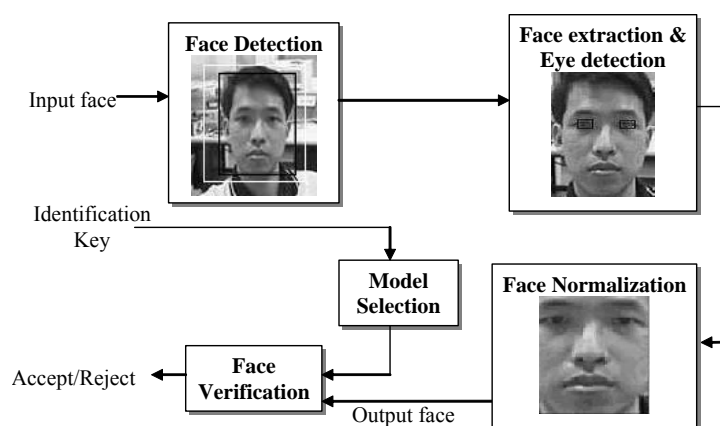 Face Detection
Face extraction &
Eye detection
Input face
Identification
Key
Model
Selection
Face Normalization
Face
Verification
Accept/Reject
Output face